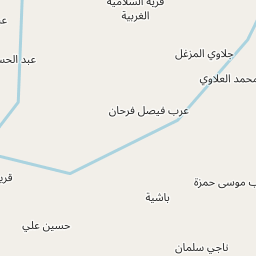 قرية السلامية
الغربية
جلاوي المزغل
عبد الحس
محمد العلاوي
عرب فيصل فرحان
قري
ب موسى حمزة
باشية
حسين علي
ناجي سلمان